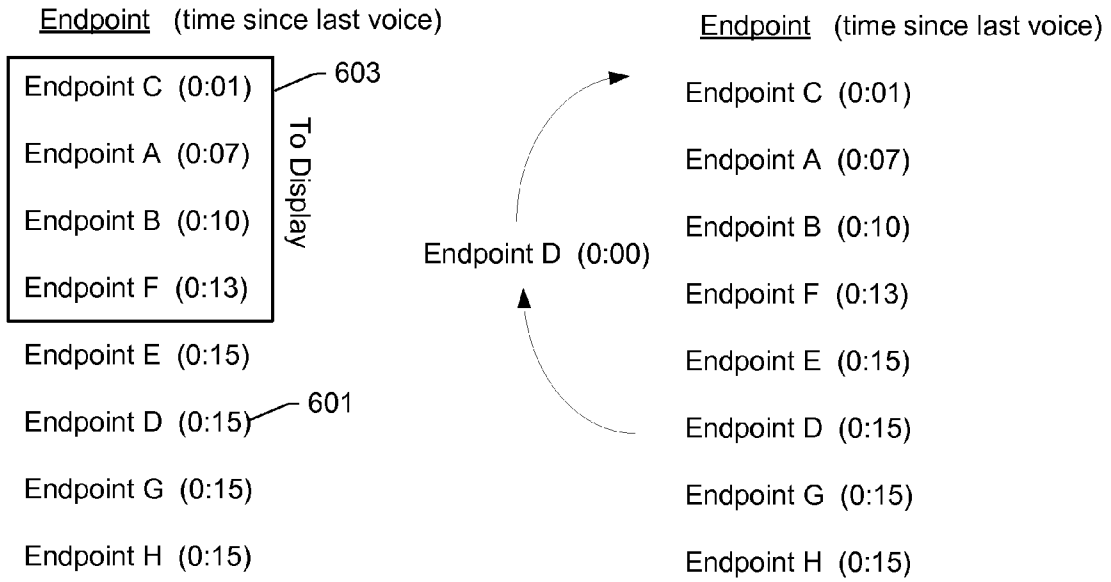 Endpoint (time since last voice)
Endpoint C (0:01)
603
Endpoint A (0:07)
Endpoint B (0:10)
Endpoint F (0:13)
To Display
Endpoint E (0:15)
Endpoint D (0:15)
601
Endpoint G (0:15)
Endpoint H (0:15)
Endpoint D (0:00)
Endpoint (time since last voice)
Endpoint C (0:01)
Endpoint A (0:07)
Endpoint B (0:10)
Endpoint F (0:13)
Endpoint E (0:15)
Endpoint D (0:15)
Endpoint G (0:15)
Endpoint H (0:15)